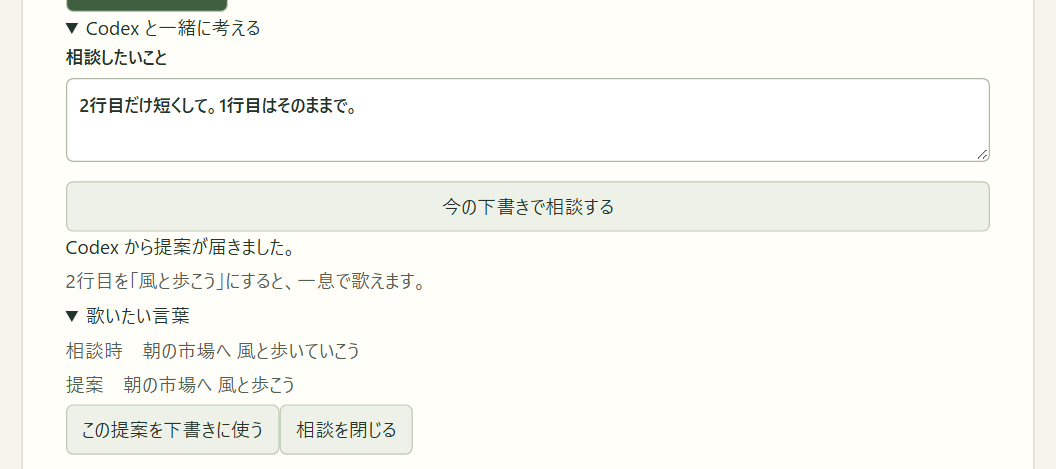 ▼ Codex と一緒に考える
相談したいこと
2行目だけ短くして。1行目はそのままで。
今の下書きで相談する
Codex から提案が届きました。
2行目を「風と歩こう」にすると、一息で歌えます。
▼ 歌いたい言葉
相談時　朝の市場へ 風と歩いていこう
提案　朝の市場へ 風と歩こう
この提案を下書きに使う 相談を閉じる